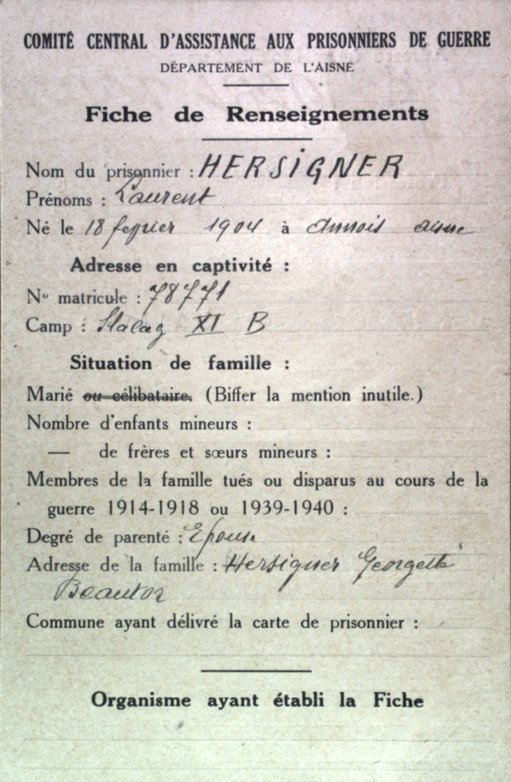 COMITÉ CENTRAL D'ASSISTANCE AUX PRISONNIERS DE GUERRE
DÉPARTEMENT DE L'AISNE
Fiche de Renseignements
Nom du prisonnier : HERSIGNER
Prénoms : Laurent
Né le 18 fevrier 1904 à Annois aisne
Adresse en captivité :
No matricule : 78771
Camp : Stalag XI B
Situation de famille :
Marié ou célibataire. (Biffer la mention inutile.)
Nombre d'enfants mineurs :
— de frères et sœurs mineurs :
Membres de la famille tués ou disparus au cours de la
guerre 1914-1918 ou 1939-1940 :
Degré de parenté : Epouse
Adresse de la famille : Hersigner Georgette
Beautor
Commune ayant délivré la carte de prisonnier :
Organisme ayant établi la Fiche